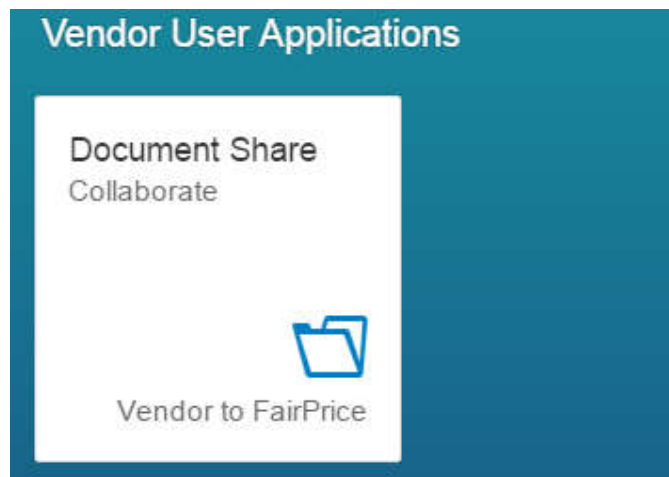 Vendor User Applications
Document Share
Collaborate
Vendor to FairPrice